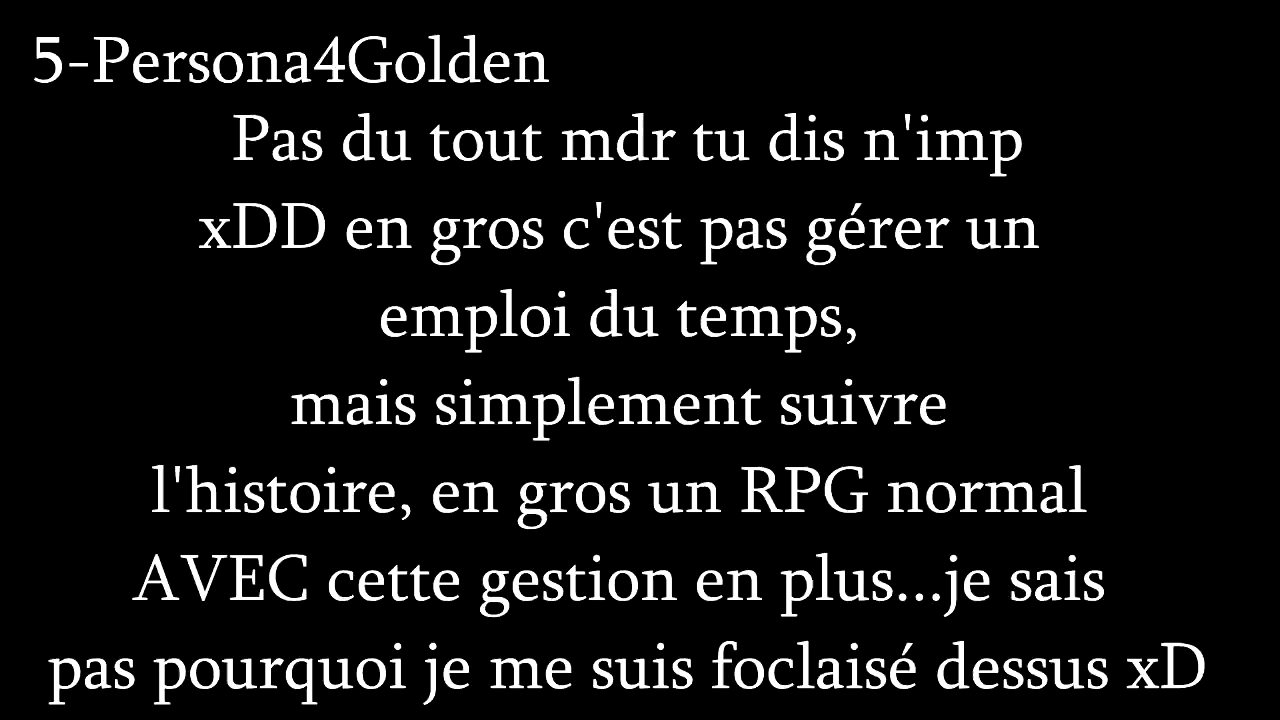 5-Persona4Golden
Pas du tout mdr tu dis n'imp
xDD en gros c'est pas gérer un
emploi du temps,
mais simplement suivre
l'histoire, en gros un RPG normal
AVEC cette gestion en plus...je sais
pas pourquoi je me suis foclaisé dessus xD